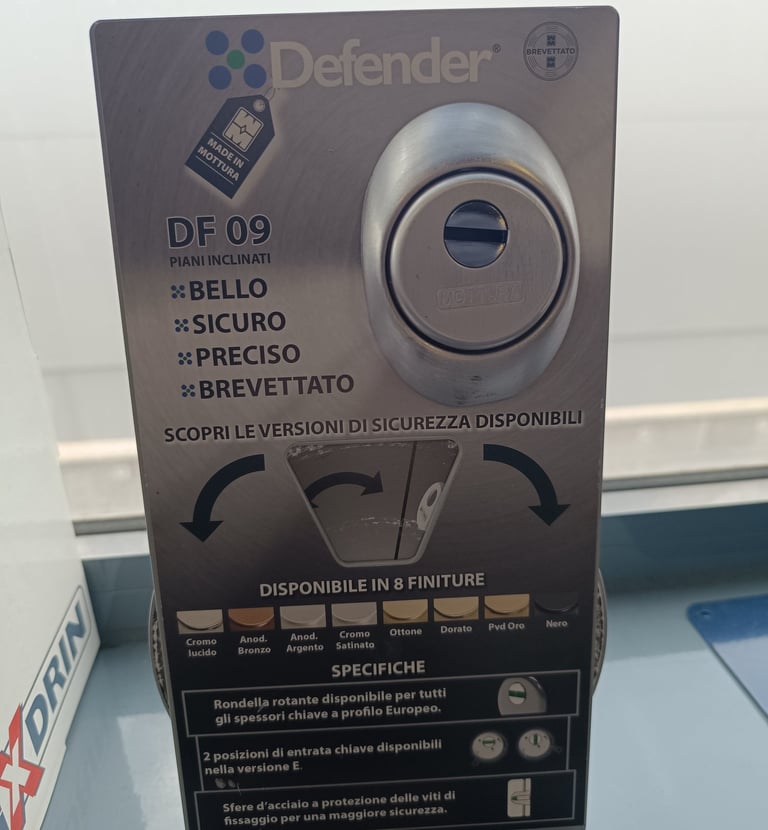 Defender®
BREVETTATO
MADE IN
MOTTURA
DF 09
PIANI INCLINATI
BELLO
SICURO
PRECISO
BREVETTATO
MOTTURA
SCOPRI LE VERSIONI DI SICUREZZA DISPONIBILI
DISPONIBILE IN 8 FINITURE
Cromo
lucido
Anod.
Bronzo
Anod.
Argento
Cromo
Satinato
Ottone
Dorato
Pvd Oro
Nero
SPECIFICHE
Rondella rotante disponibile per tutti
gli spessori chiave a profilo Europeo.
2 posizioni di entrata chiave disponibili
nella versione E.
Sfere d'acciaio a protezione delle viti di
fissaggio per una maggiore sicurezza.
XDRIN